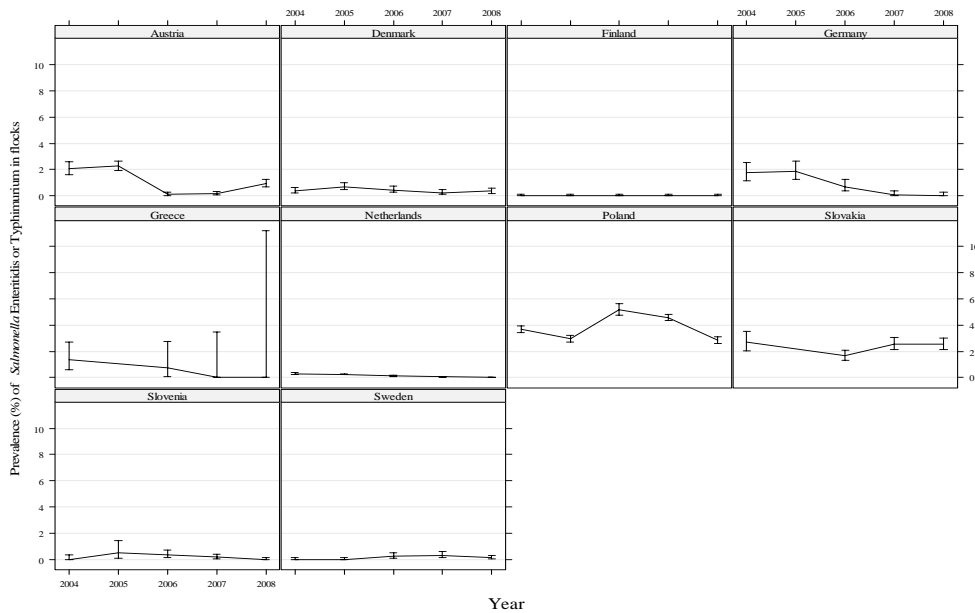 2004 2005 2006 2007 2008 2004 2005 2006 2007 2008
Austria Denmark Finland Germany
10
8
6
4
2
0
Greece Netherlands Poland Slovakia
10
8
6
4
2
0
Slovenia Sweden
10
8
6
4
2
0
2004 2005 2006 2007 2008
Prevalence (%) of Salmonella Enteritidis or Typhimurium in flocks
Year